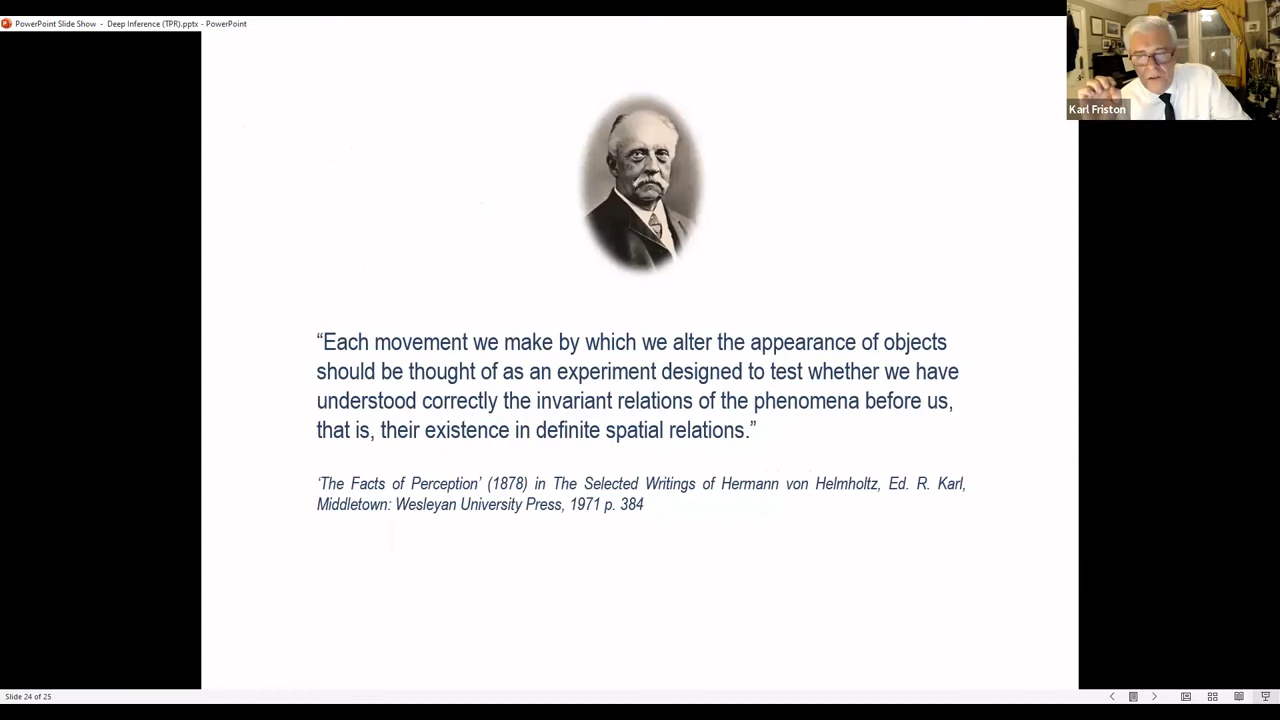 PowerPoint Slide Show - Deep Inference (TPR).pptx - PowerPoint
Karl Friston
“Each movement we make by which we alter the appearance of objects
should be thought of as an experiment designed to test whether we have
understood correctly the invariant relations of the phenomena before us,
that is, their existence in definite spatial relations.”
‘The Facts of Perception’ (1878) in The Selected Writings of Hermann von Helmholtz, Ed. R. Karl,
Middletown: Wesleyan University Press, 1971 p. 384
Slide 24 of 25